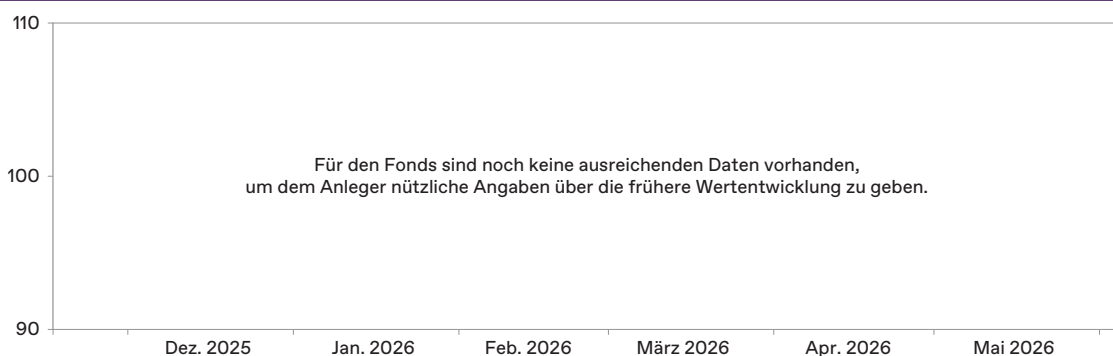 110
Für den Fonds sind noch keine ausreichenden Daten vorhanden,
100
um dem Anleger nützliche Angaben über die frühere Wertentwicklung zu geben.
90
Dez. 2025 Jan. 2026 Feb. 2026 März 2026 Apr. 2026 Mai 2026